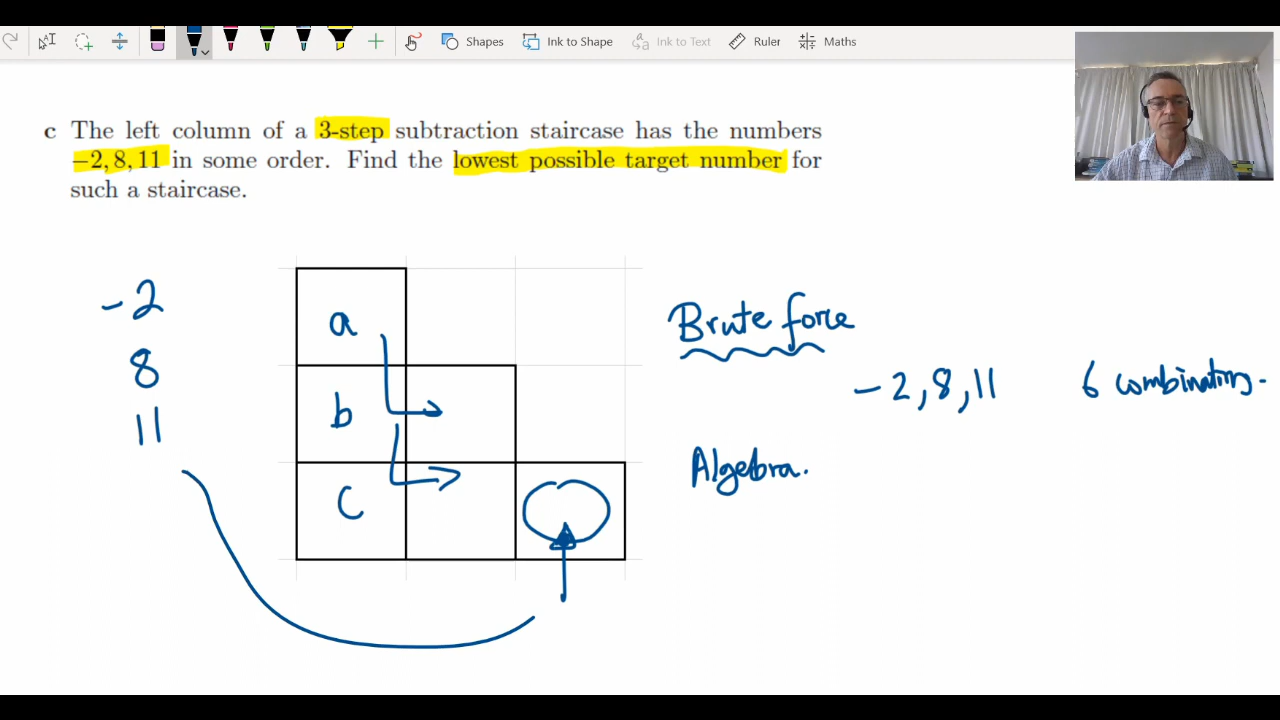 Shapes Ink to Shape Ink to Text Ruler Maths
c The left column of a 3-step subtraction staircase has the numbers
−2, 8, 11 in some order. Find the lowest possible target number for
such a staircase.
-2
8
11
a
b
c
Brute force
-2, 8, 11 6 combinations.
Algebra.